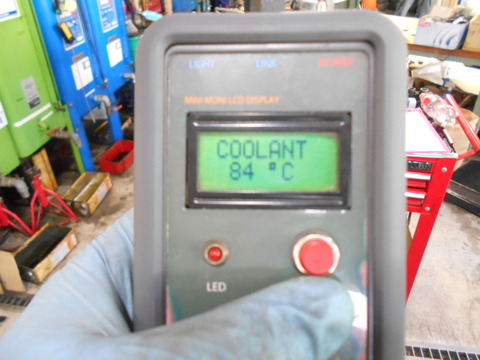 LIGHT LINK POWER
MINI MONI LCD DISPLAY
COOLANT
84 °C
LED